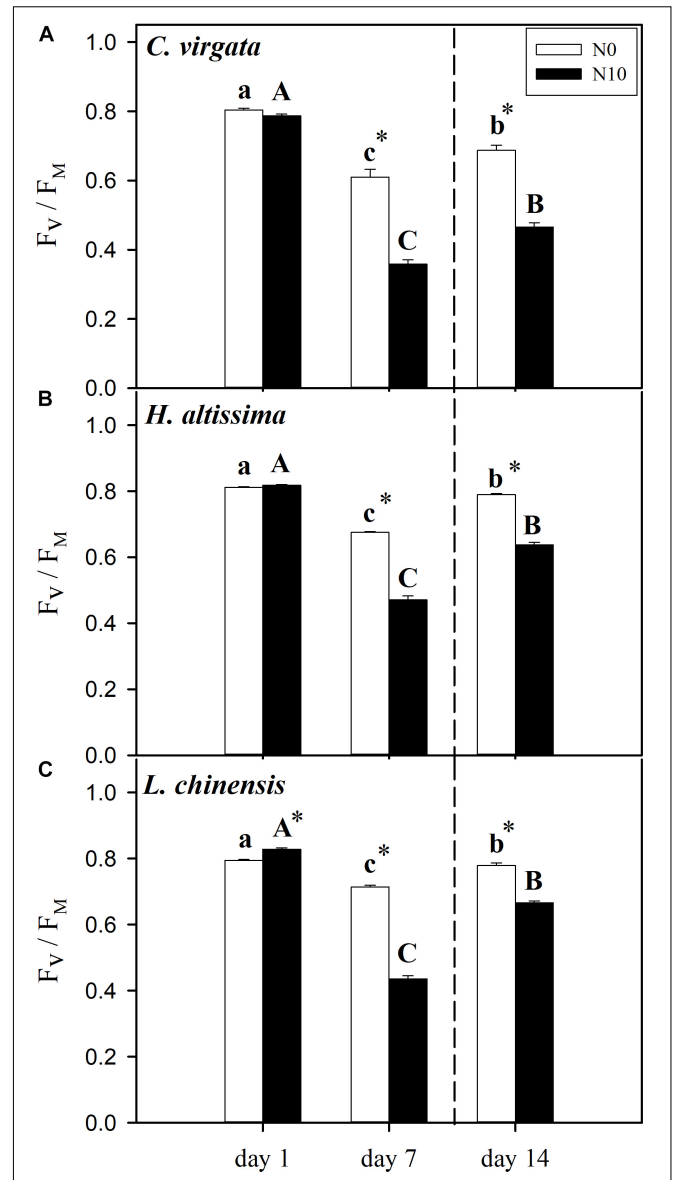 A
C. virgata
N0
N10
1.0
0.8
0.6
0.4
0.2
0.0
FV / FM
a A
c* C
b* B
B
H. altissima
1.0
0.8
0.6
0.4
0.2
0.0
FV / FM
a A
c* C
b* B
C
L. chinensis
1.0
0.8
0.6
0.4
0.2
0.0
FV / FM
a A*
c* C
b* B
day 1 day 7 day 14